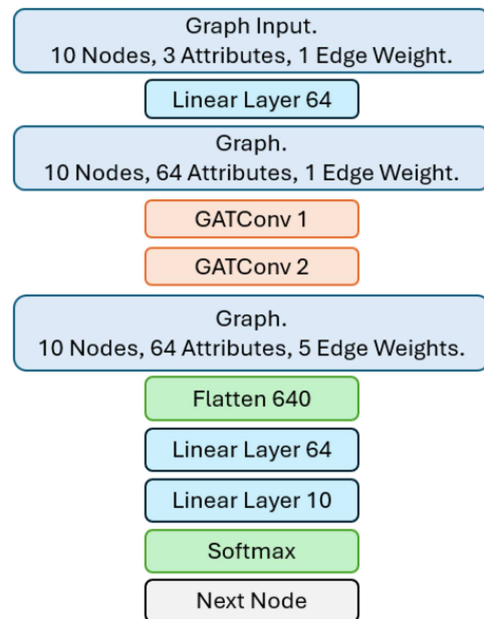 Graph Input.
10 Nodes, 3 Attributes, 1 Edge Weight.
Linear Layer 64
Graph.
10 Nodes, 64 Attributes, 1 Edge Weight.
GATConv 1
GATConv 2
Graph.
10 Nodes, 64 Attributes, 5 Edge Weights.
Flatten 640
Linear Layer 64
Linear Layer 10
Softmax
Next Node